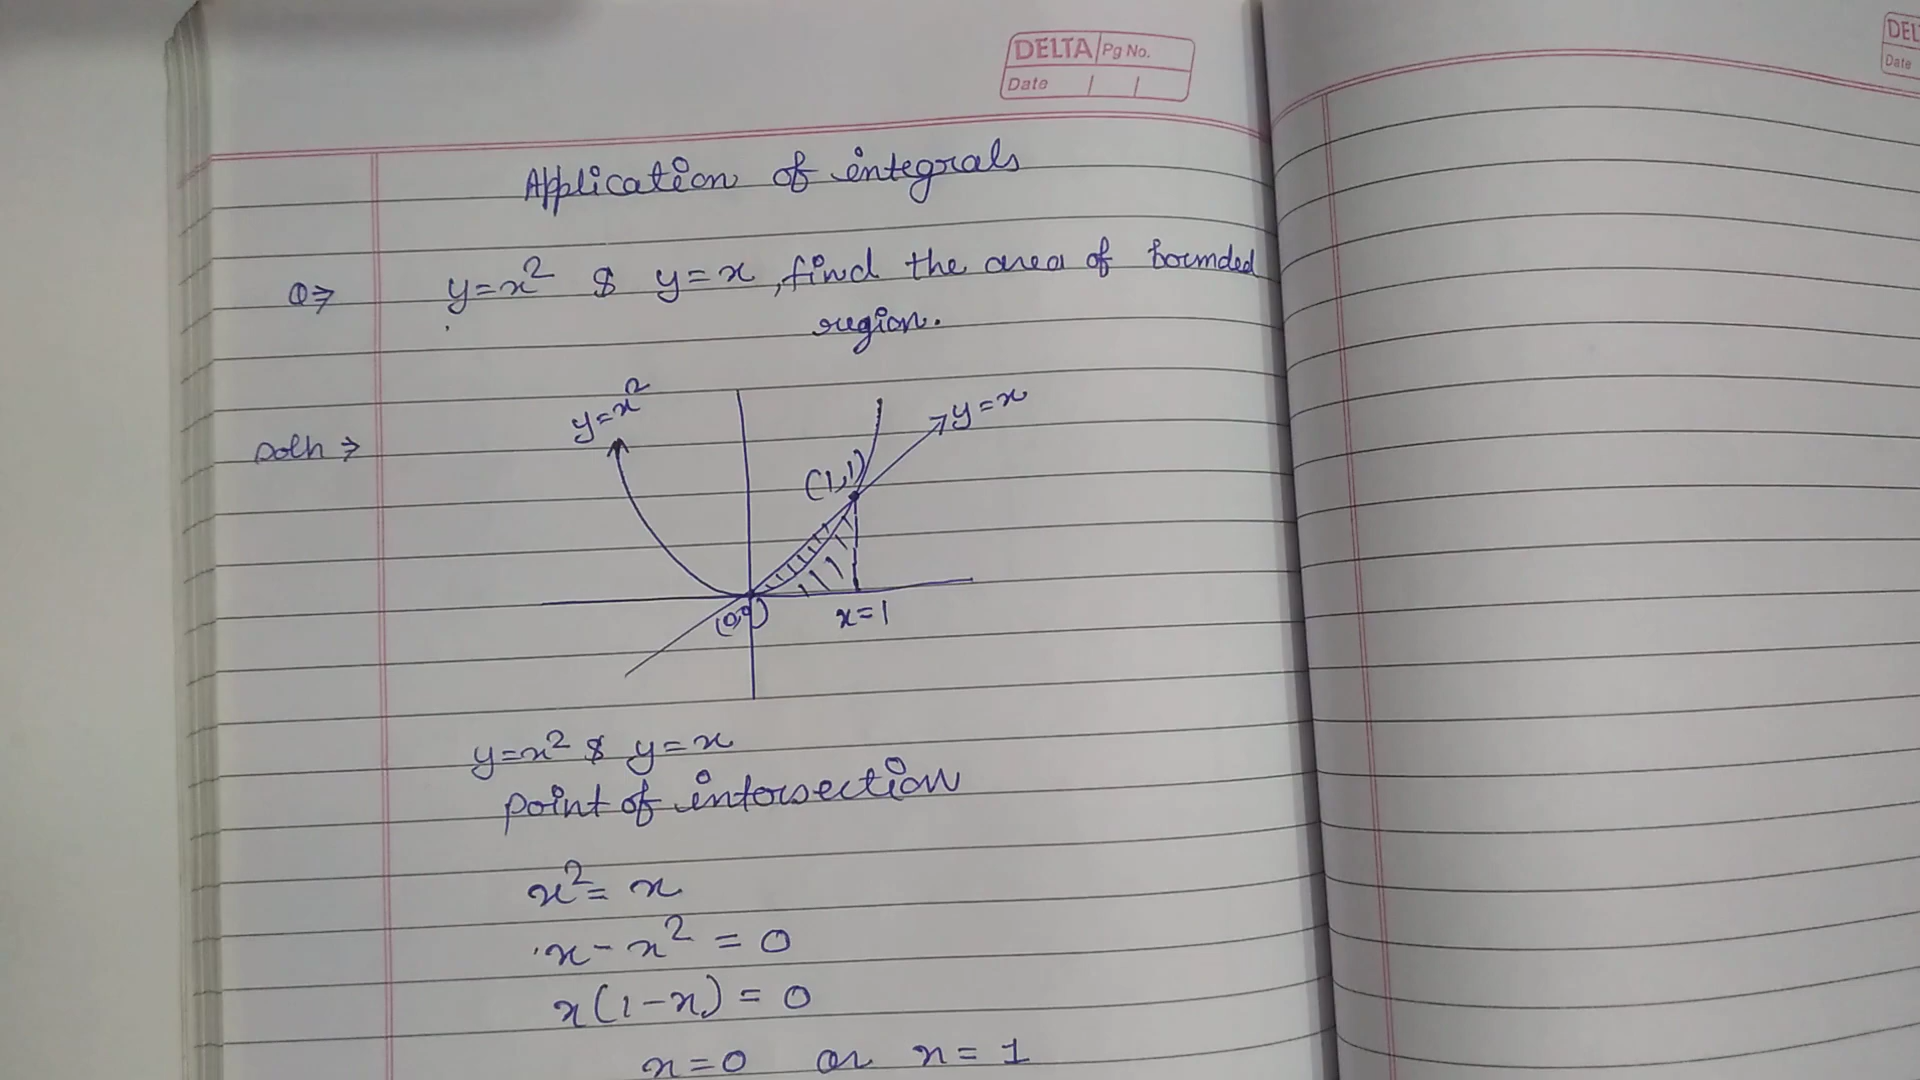 DELTA Pg No.
Date
DEL
Date
Application of integrals
Q⇒ y=x² & y=x, find the area of bounded
region.
Soln ⇒
y=x²
y=x
(1,1)
(0,0)
x=1
y=x² & y=x
point of intersection
x²=x
x-x²=0
x(1-x)=0
x=0 or x=1